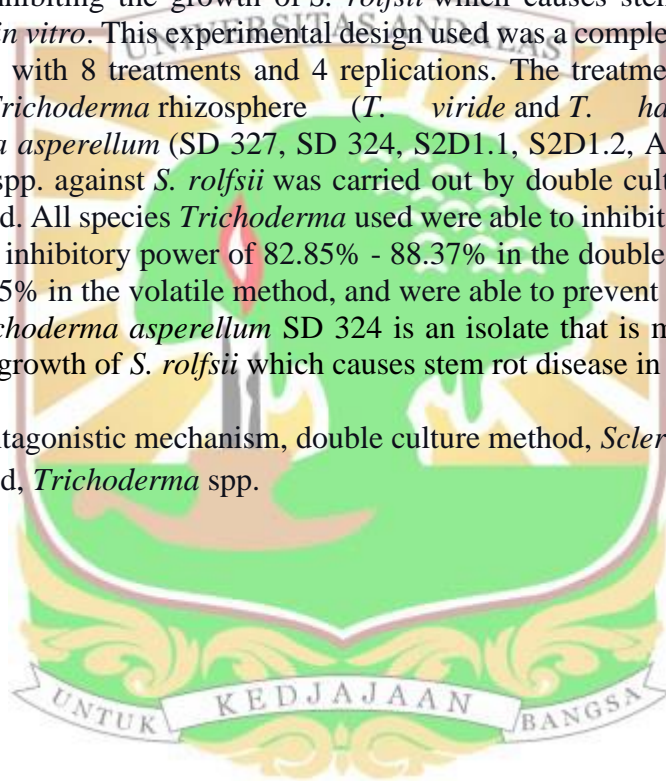 hibiting the growth of S. rolfsii which causes stem
in vitro. This experimental design used was a comple
with 8 treatments and 4 replications. The treatme
Trichoderma rhizosphere (T. viride and T. ha
a asperellum (SD 327, SD 324, S2D1.1, S2D1.2, A
spp. against S. rolfsii was carried out by double cult
d. All species Trichoderma used were able to inhibit
inhibitory power of 82.85% - 88.37% in the double
5% in the volatile method, and were able to prevent
choderma asperellum SD 324 is an isolate that is m
growth of S. rolfsii which causes stem rot disease in
ntagonistic mechanism, double culture method, Scler
d, Trichoderma spp.
UNIVERSITAS ANDALAS
UNTUK KEDJAJAAN BANGSA